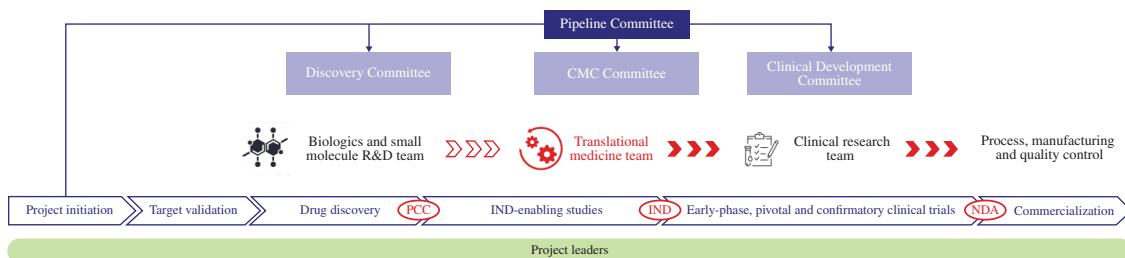 Pipeline Committee
Discovery Committee
CMC Committee
Clinical Development
Committee
Biologics and small
molecule R&D team
Translational
medicine team
Clinical research
team
Process, manufacturing
and quality control
Project initiation
Target validation
Drug discovery
PCC
IND-enabling studies
IND
Early-phase, pivotal and confirmatory clinical trials
NDA
Commercialization
Project leaders